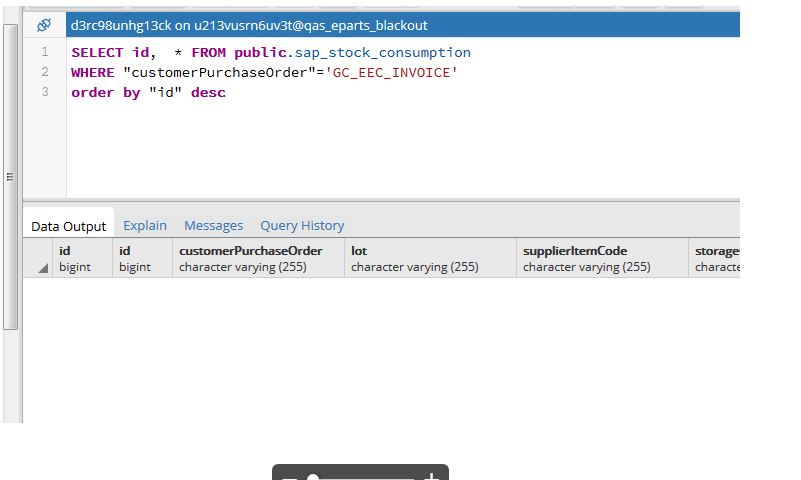 d3rc98unhg13ck on u213vusrn6uv3t@qas_eparts_blackout
1 SELECT id,  * FROM public.sap_stock_consumption
2 WHERE "customerPurchaseOrder"='GC_EEC_INVOICE'
3 order by "id" desc
Data Output Explain Messages Query History
id id customerPurchaseOrder lot supplierItemCode storage
bigint bigint character varying (255) character varying (255) character varying (255) characte